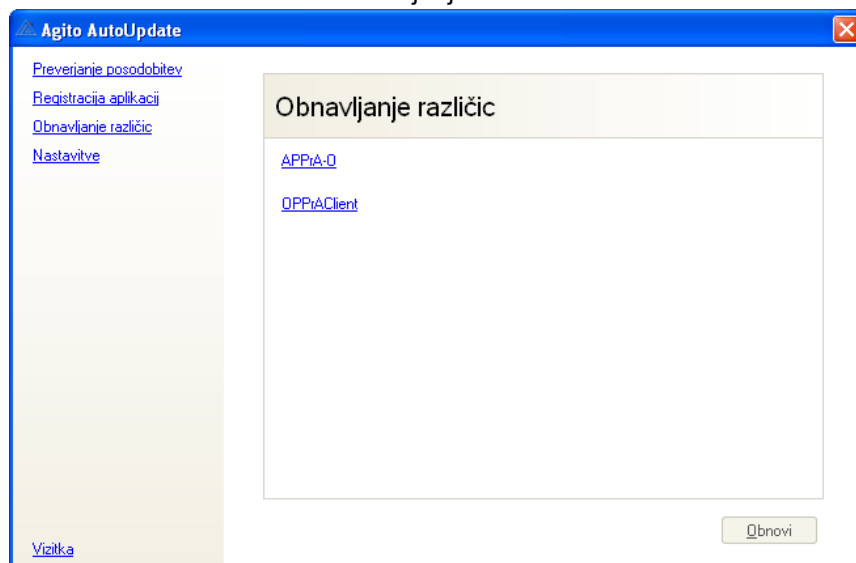 Agito AutoUpdate
Preverjanje posodobitev
Registracija aplikacij
Obnavljanje različic
Nastavitve
Obnavljanje različic
APPrA-O
OPPrAClient
Obnovi
Vizitka